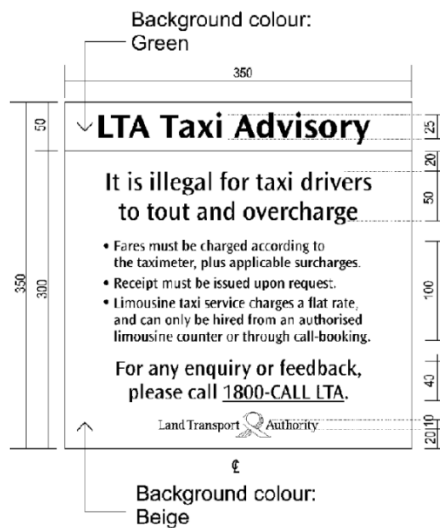 Background colour:
Green
350
50
LTA Taxi Advisory
25
20
It is illegal for taxi drivers
to tout and overcharge
50
• Fares must be charged according to
the taximeter, plus applicable surcharges.
• Receipt must be issued upon request.
• Limousine taxi service charges a flat rate,
and can only be hired from an authorised
limousine counter or through call-booking.
350
300
100
For any enquiry or feedback,
please call 1800-CALL LTA.
40
Land Transport Authority
10
20
℄
Background colour:
Beige